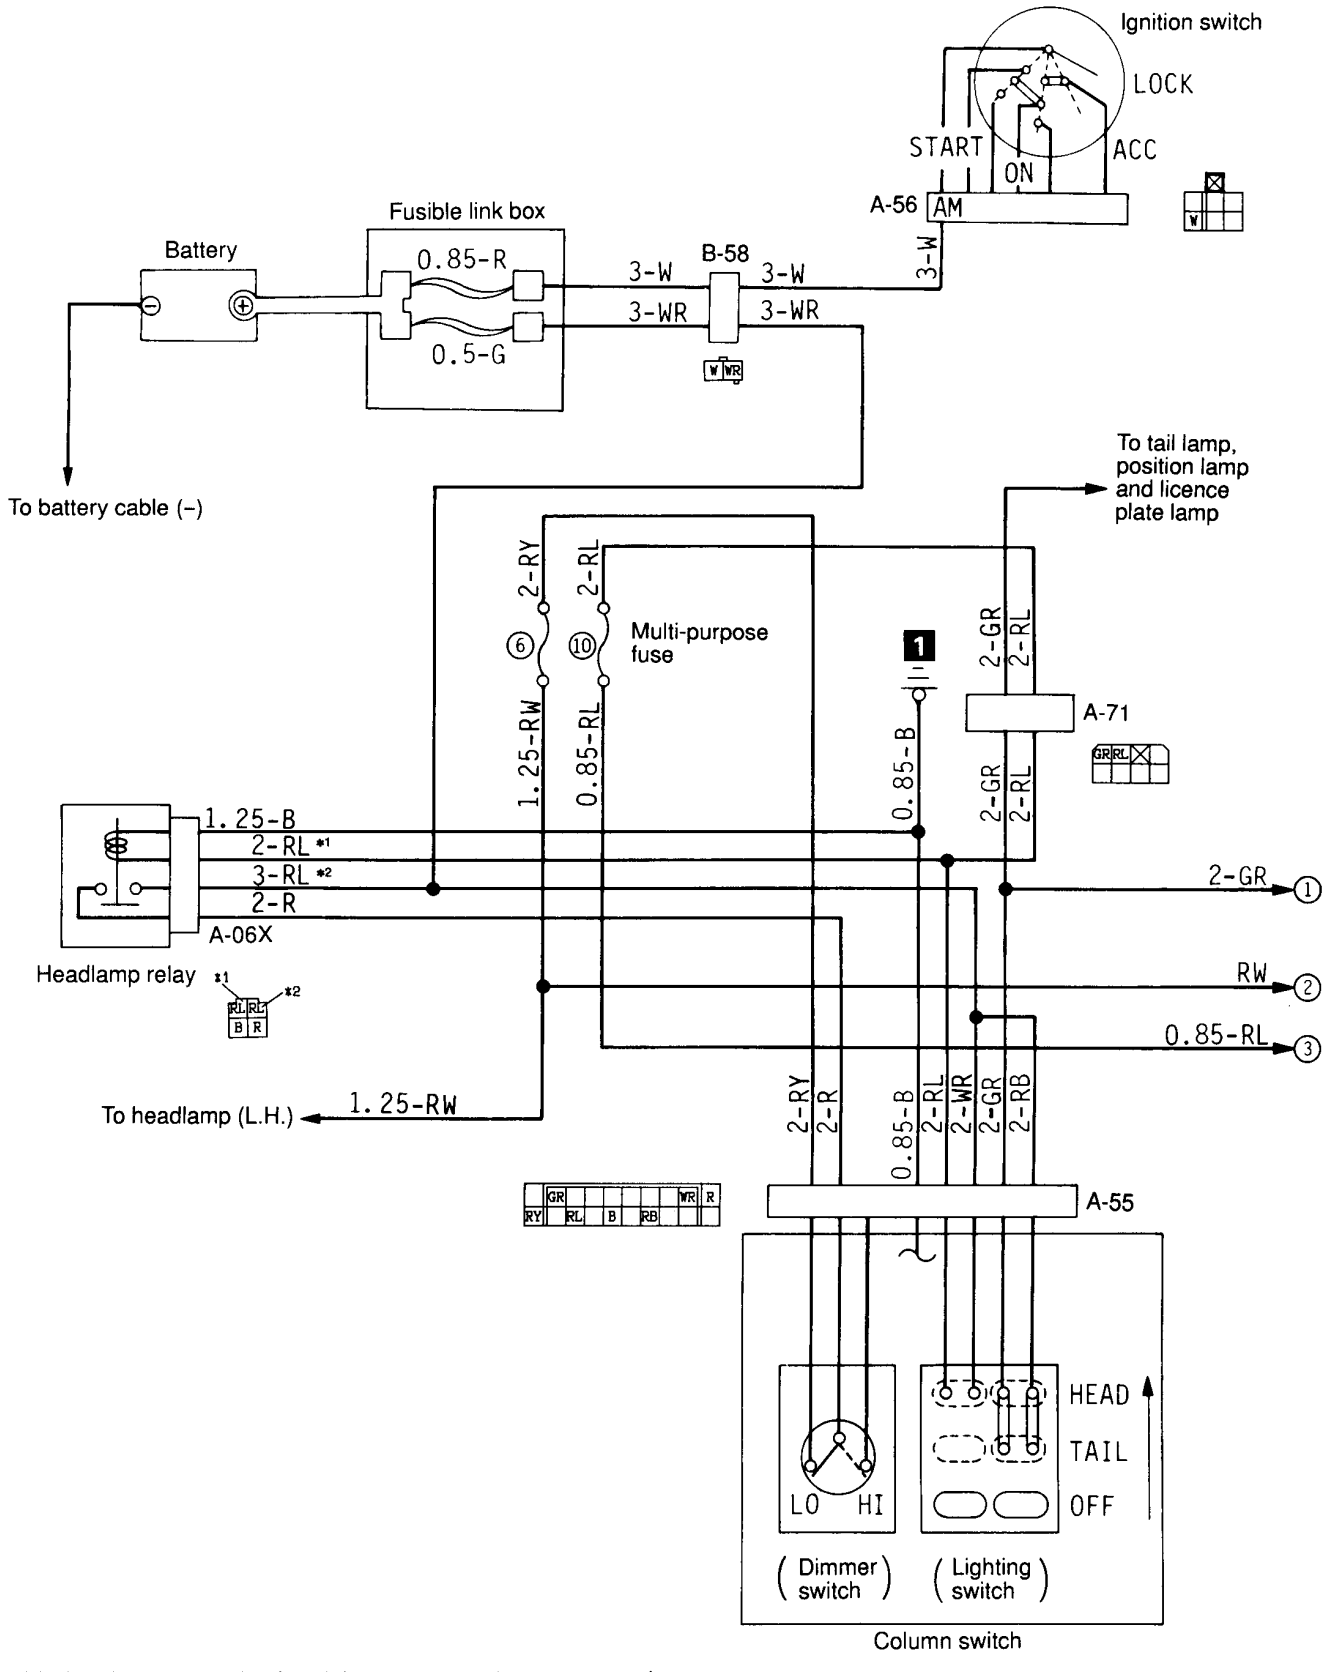 Ignition switch
LOCK
START
ACC
ON
A-56
AM
W
3-W
Fusible link box
Battery
B-58
0.85-R
3-W
3-W
3-WR
3-WR
0.5-G
W WR
To battery cable (–)
To tail lamp,
position lamp
and licence
plate lamp
2-RY
2-RL
6
10
Multi-purpose
fuse
1
2-GR
2-RL
A-71
GR RL
1.25-RW
0.85-RL
0.85-B
2-GR
2-RL
1.25-B
2-RL *1
3-RL *2
2-R
A-06X
Headlamp relay
*1
*2
RL RL
B R
2-GR
1
RW
2
0.85-RL
3
To headlamp (L.H.)
1.25-RW
2-RY
2-R
0.85-B
2-RL
2-WR
2-GR
2-RB
GR WR R
RY RL B RB
A-55
HEAD
TAIL
OFF
LO HI
(Dimmer
switch)
(Lighting
switch)
Column switch